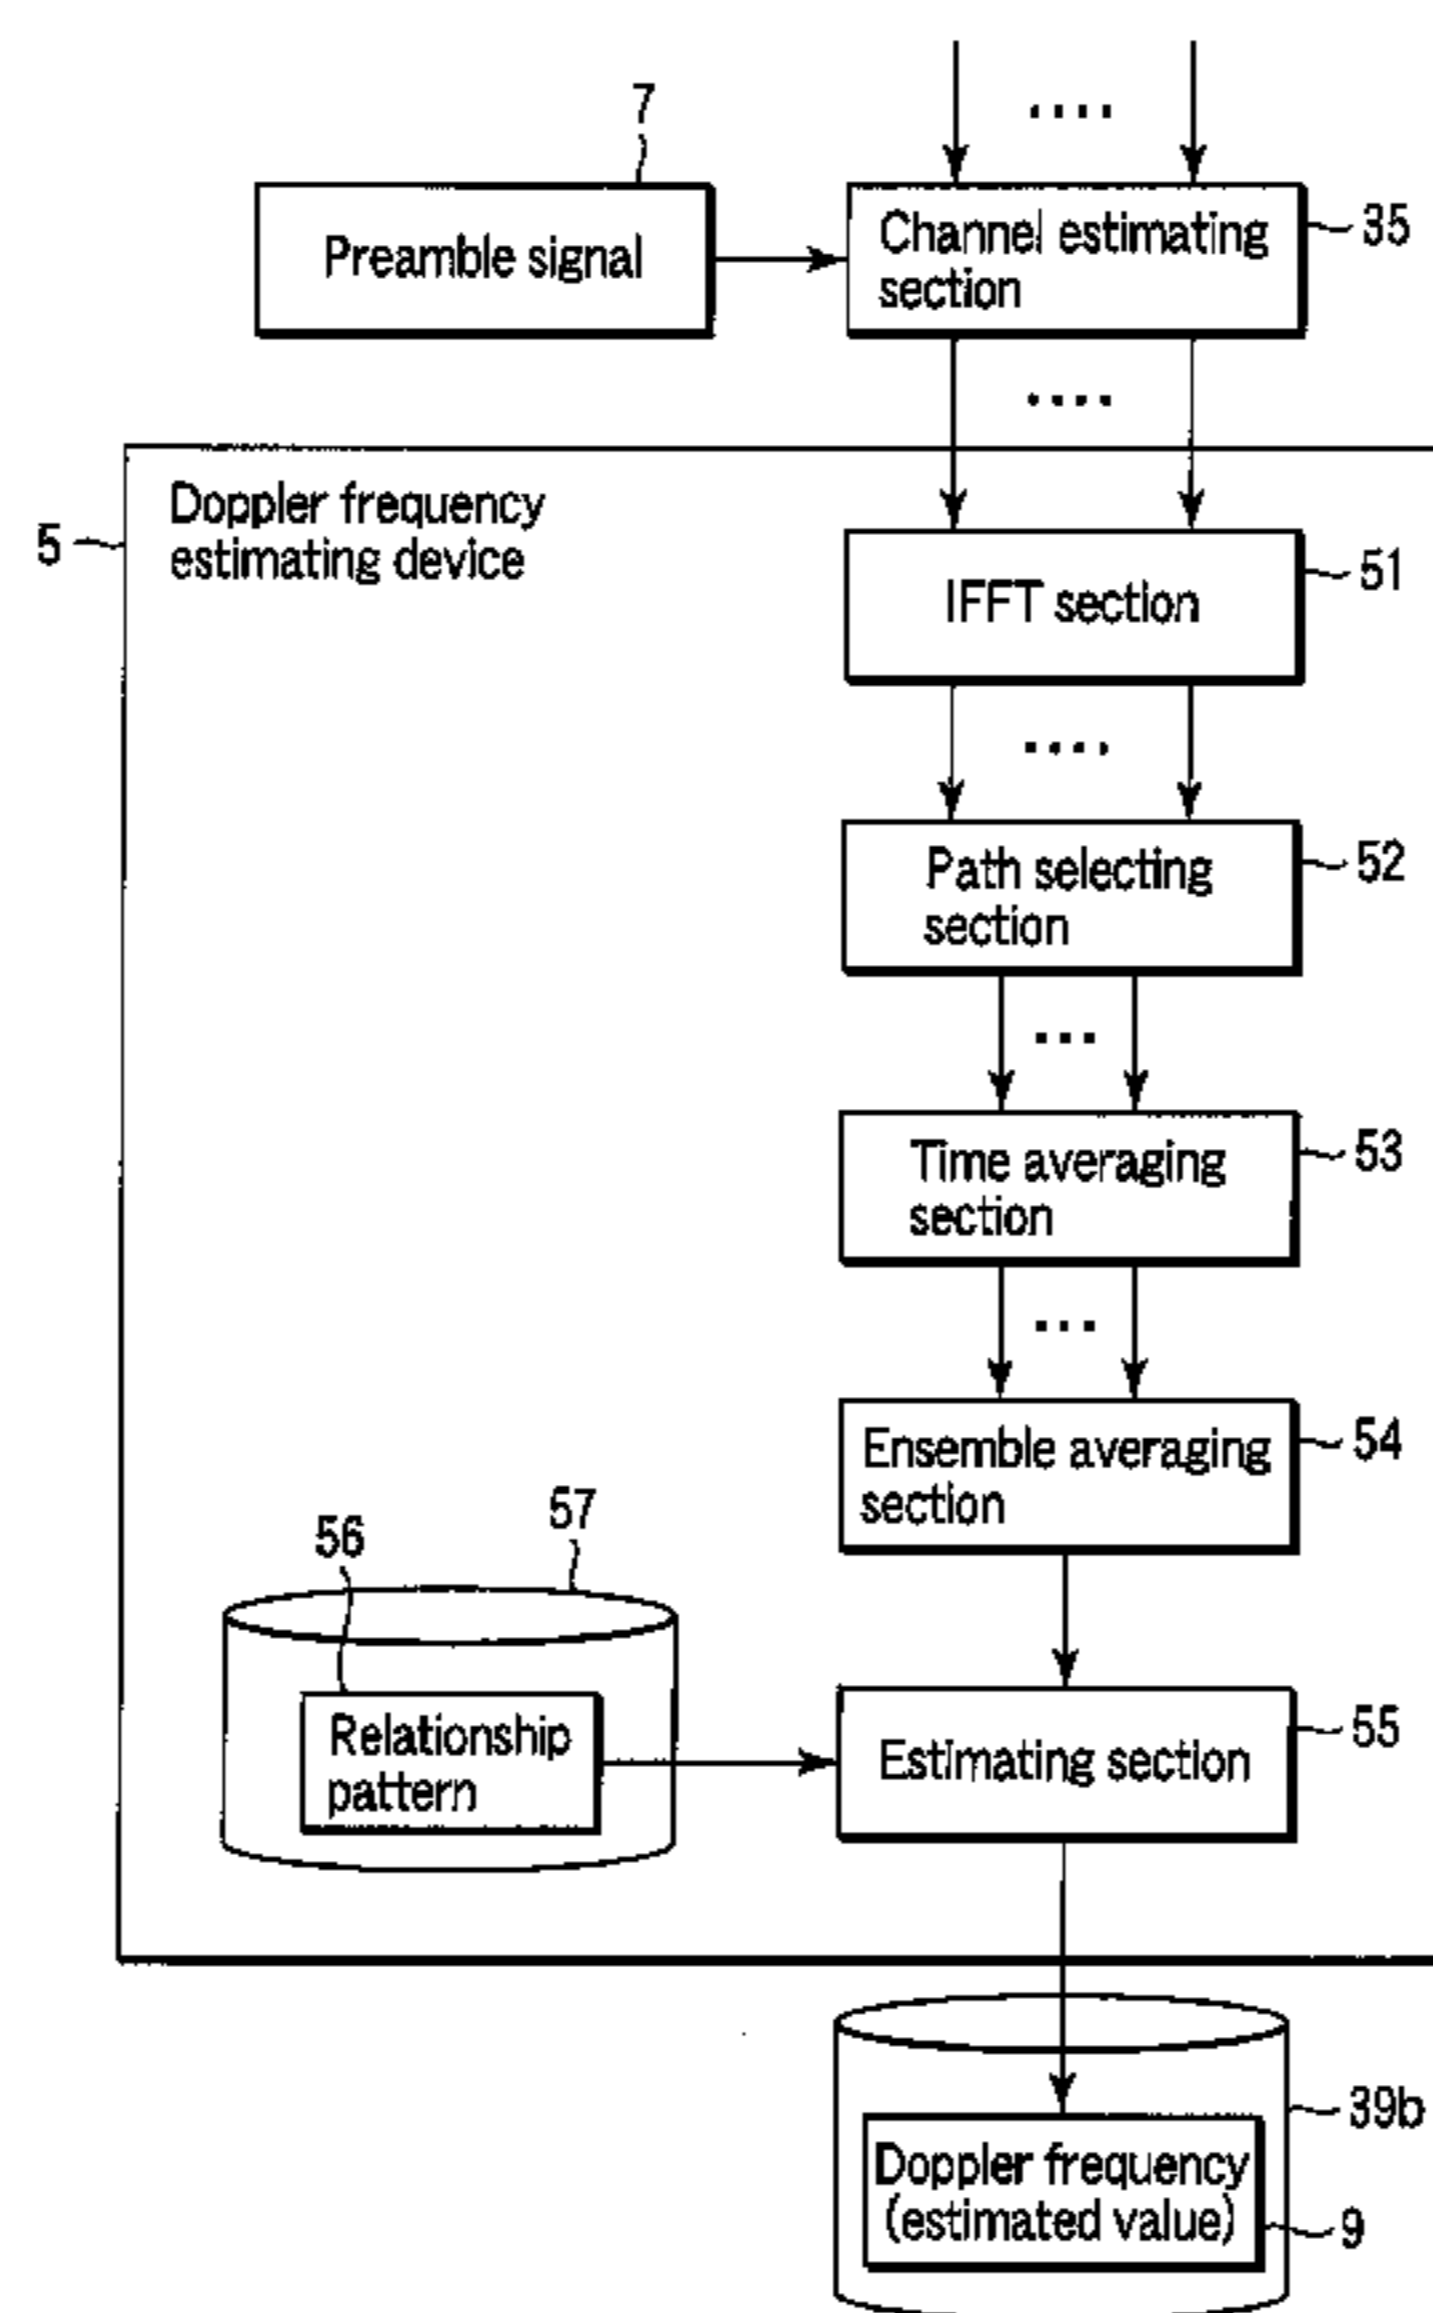 7
Preamble signal
Channel estimating
section
35
5
Doppler frequency
estimating device
IFFT section
51
Path selecting
section
52
Time averaging
section
53
Ensemble averaging
section
54
56
57
Relationship
pattern
Estimating section
55
39b
Doppler frequency
(estimated value)
9